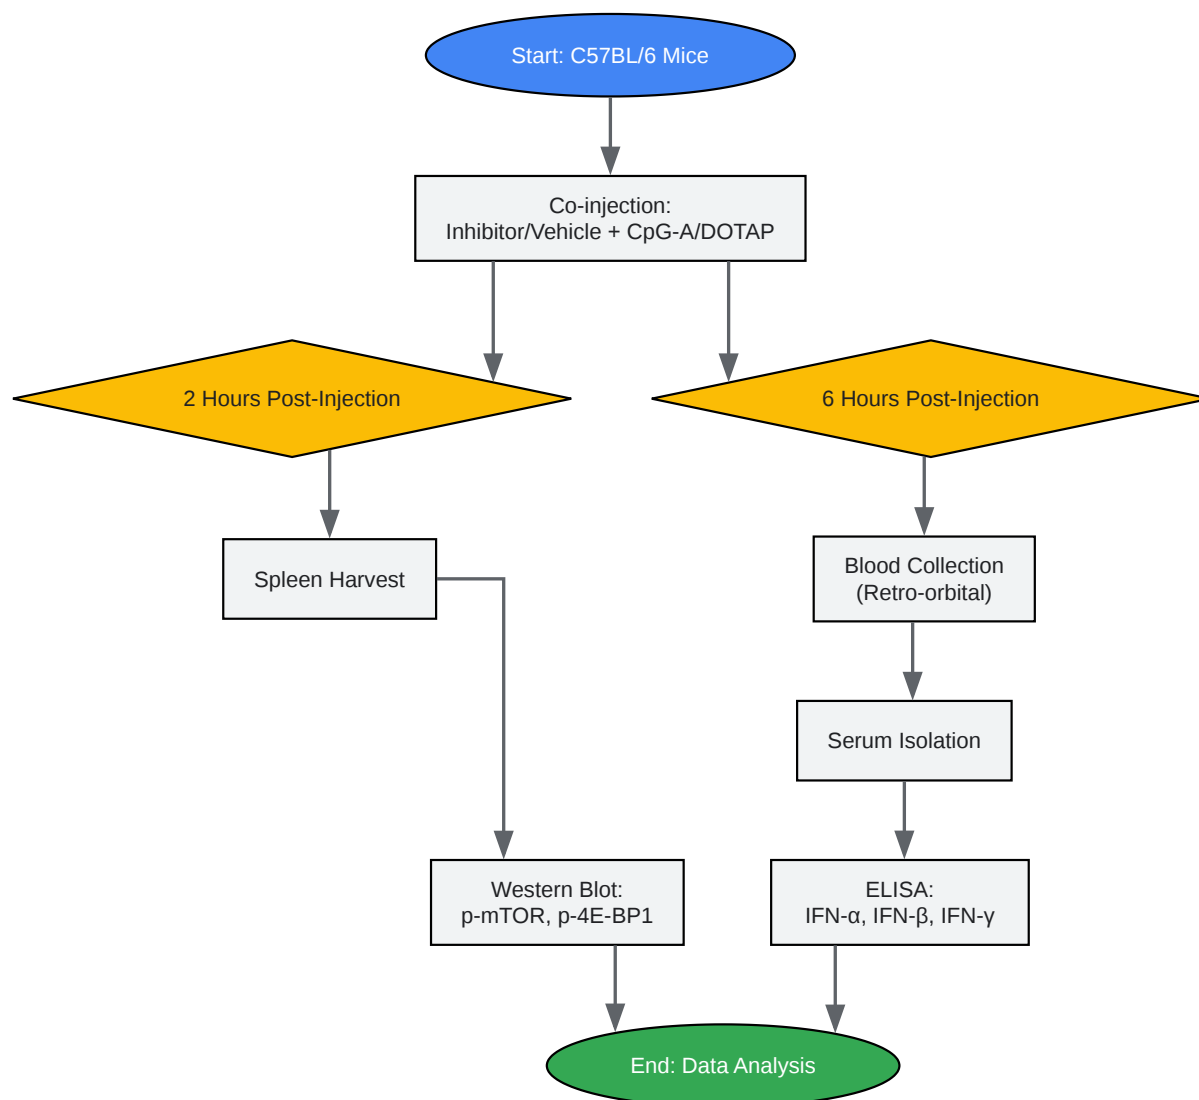 Start: C57BL/6 Mice
Co-injection:
Inhibitor/Vehicle + CpG-A/DOTAP
2 Hours Post-Injection
6 Hours Post-Injection
Spleen Harvest
Blood Collection
(Retro-orbital)
Serum Isolation
Western Blot:
p-mTOR, p-4E-BP1
ELISA:
IFN-α, IFN-β, IFN-γ
End: Data Analysis